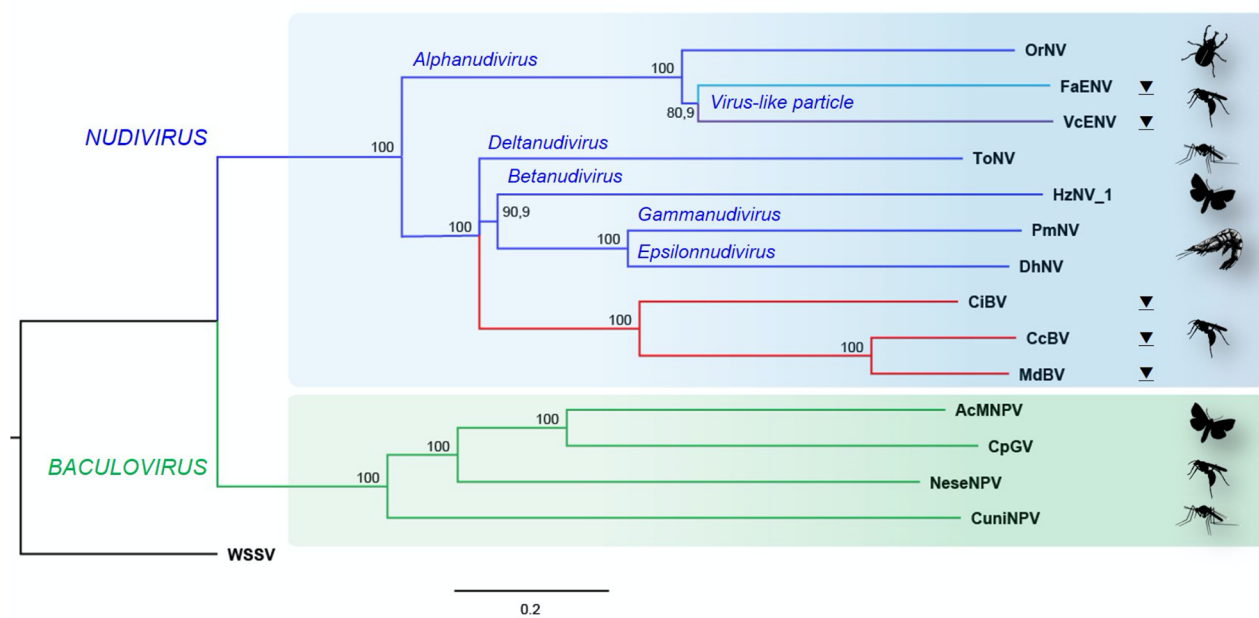 Alphanudivirus
100
OrNV
FaENV
Virus-like particle
80,9
VcENV
NUDIVIRUS
100
Deltanudivirus
ToNV
Betanudivirus
HzNV_1
90,9
Gammanudivirus
100
PmNV
100
Epsilonnudivirus
DhNV
CiBV
100
CcBV
100
MdBV
AcMNPV
100
CpGV
100
BACULOVIRUS
100
NeseNPV
CuniNPV
WSSV
0.2